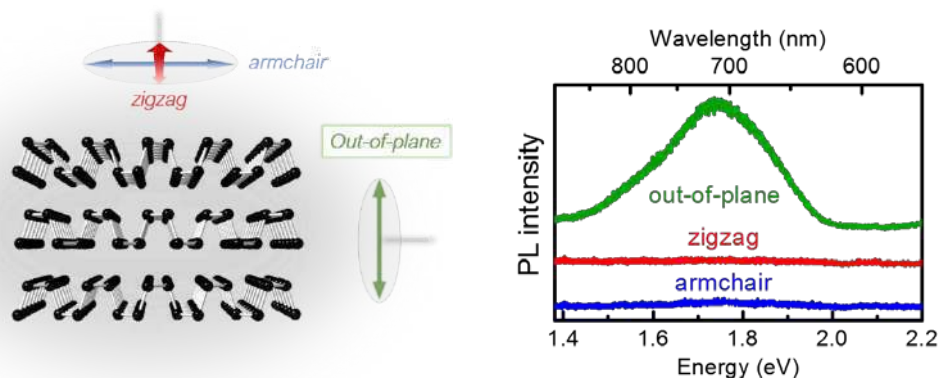 armchair
zigzag
Out-of-plane
Wavelength (nm)
800 700 600
PL intensity
out-of-plane
zigzag
armchair
1.4 1.6 1.8 2.0 2.2
Energy (eV)